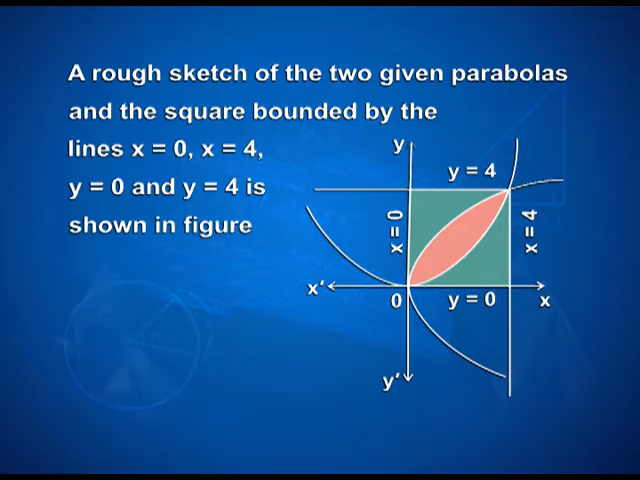 A rough sketch of the two given parabolas
and the square bounded by the
lines x = 0, x = 4,
y = 0 and y = 4 is
shown in figure
y
y = 4
x = 0
x = 4
x′
0
y = 0
x
y′